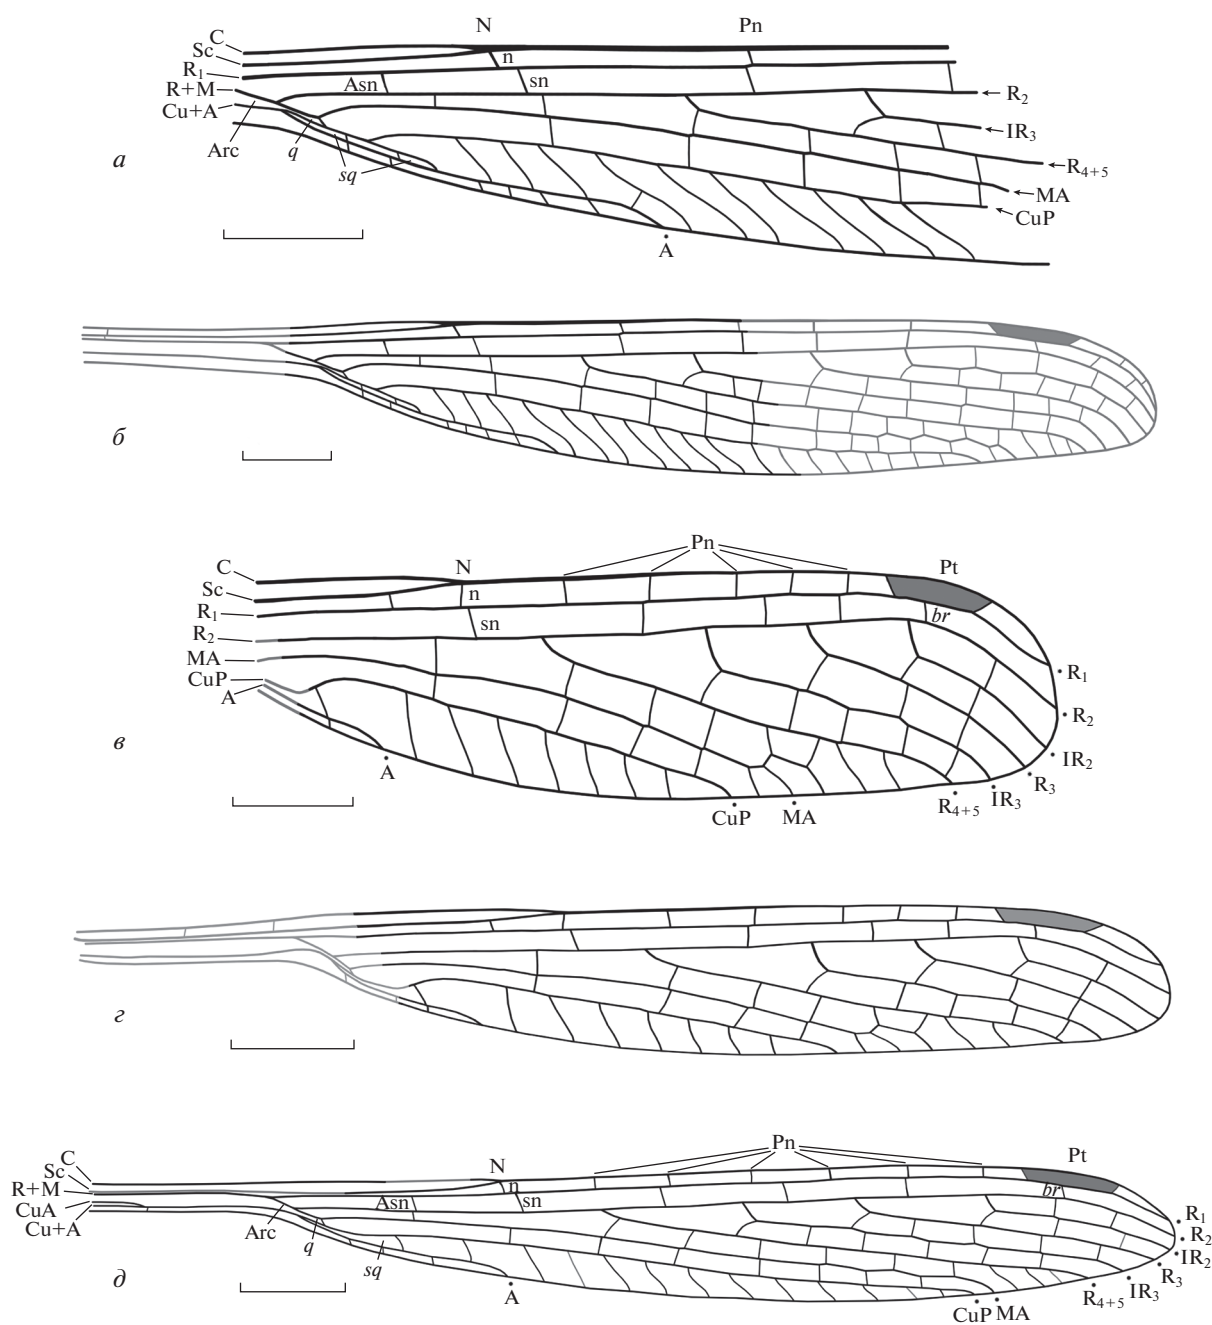 N Pn
C
Sc
R1
R+M
Cu+A
n
Asn sn
R2
IR3
R4+5
MA
CuP
Arc q sq
A
а
б
Pn
N Pt
C
Sc
R1
R2
MA
CuP
A
n
sn
br
R1
R2
IR2
R3
IR3
R4+5
MA
CuP
A
в
г
Pn
N Pt
C
Sc
R+M
CuA
Cu+A
n
Asn sn
br
Arc q sq
A
R1
R2
IR2
R3
IR3
R4+5
CuP MA
д